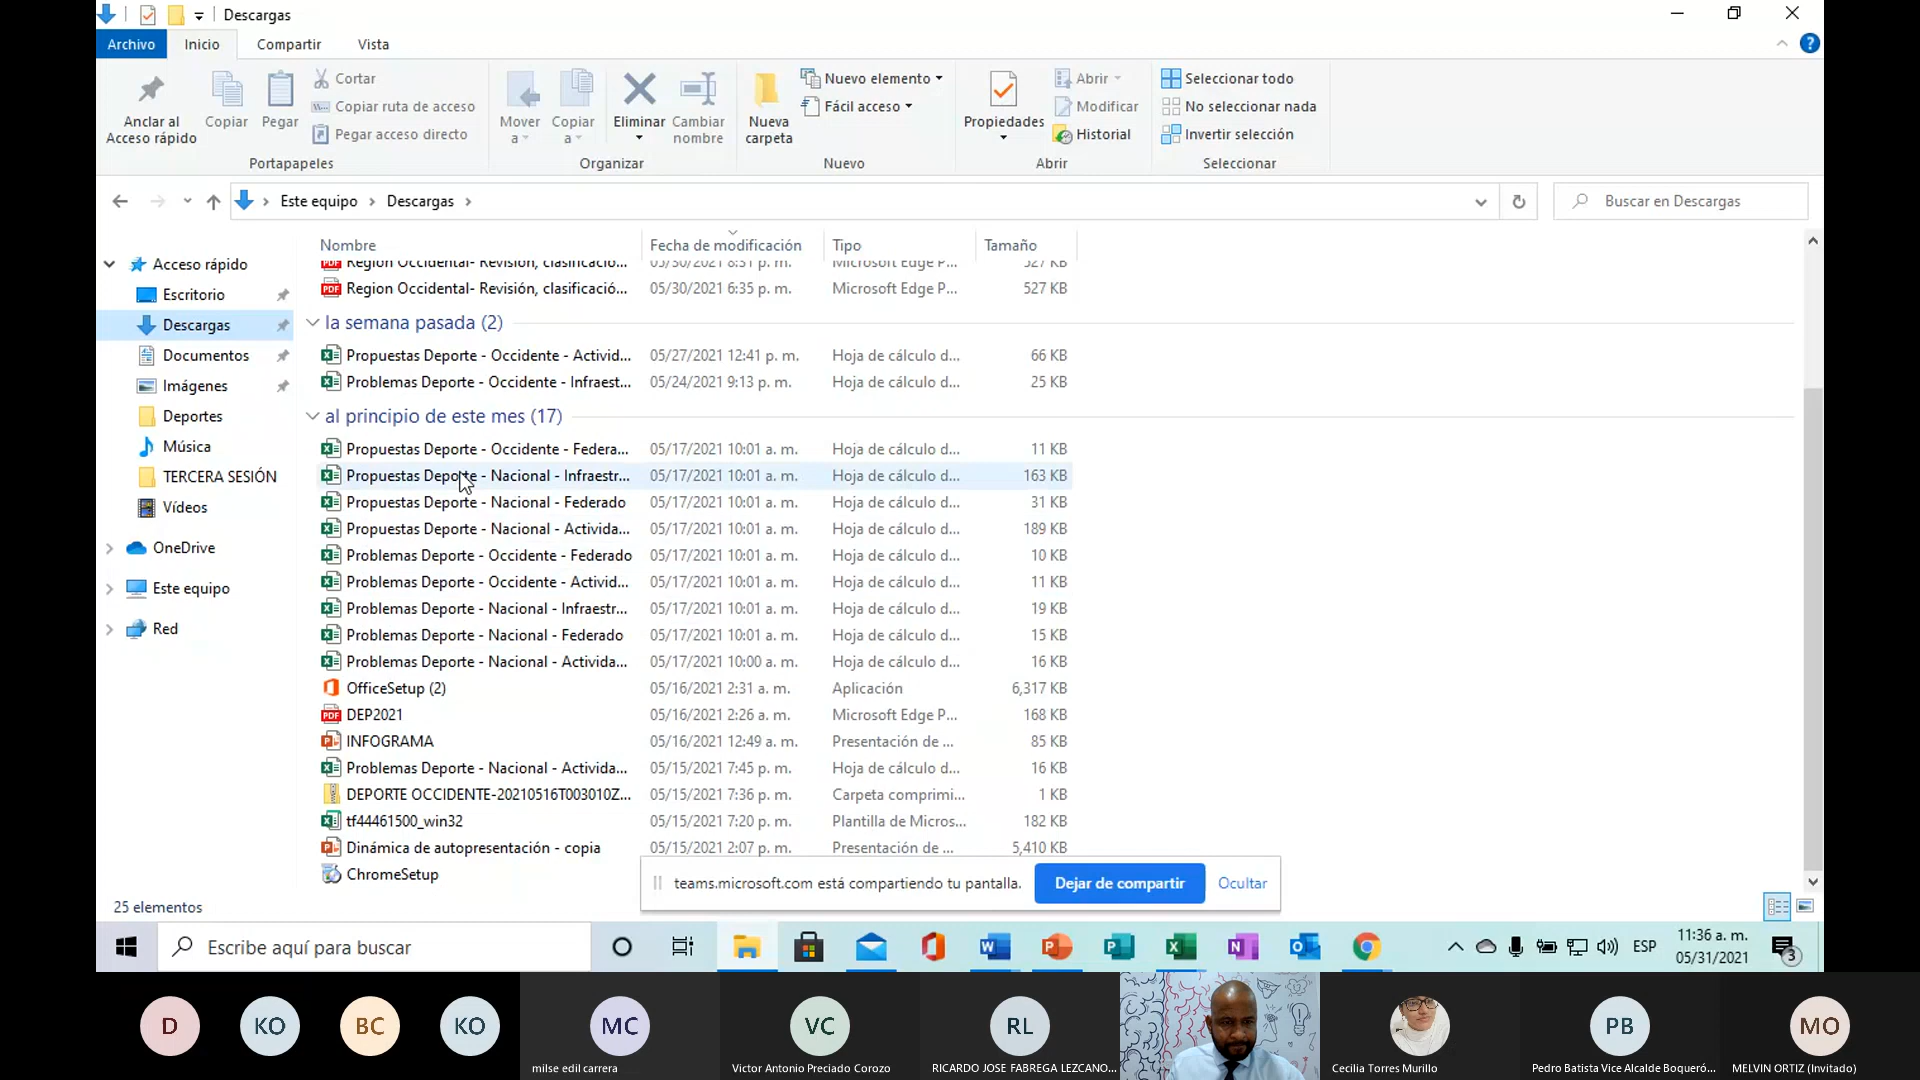 Descargas
Archivo
Inicio
Compartir
Vista
Anclar al
Acceso rápido
Copiar
Pegar
Cortar
Copiar ruta de acceso
Pegar acceso directo
Portapapeles
Mover
a
Copiar
a
Eliminar
Cambiar
nombre
Organizar
Nueva
carpeta
Nuevo elemento
Fácil acceso
Nuevo
Propiedades
Abrir
Modificar
Historial
Abrir
Seleccionar todo
No seleccionar nada
Invertir selección
Seleccionar
Este equipo
Descargas
Buscar en Descargas
Acceso rápido
Escritorio
Descargas
Documentos
Imágenes
Deportes
Música
TERCERA SESIÓN
Vídeos
OneDrive
Este equipo
Red
Nombre Fecha de modificación Tipo Tamaño
Region Occidental- Revisión, clasificació... 05/30/2021 8:51 p. m. Microsoft Edge P... 527 KB
Region Occidental- Revisión, clasificació... 05/30/2021 6:35 p. m. Microsoft Edge P... 527 KB
la semana pasada (2)
Propuestas Deporte - Occidente - Activid... 05/27/2021 12:41 p. m. Hoja de cálculo d... 66 KB
Problemas Deporte - Occidente - Infraest... 05/24/2021 9:13 p. m. Hoja de cálculo d... 25 KB
al principio de este mes (17)
Propuestas Deporte - Occidente - Federa... 05/17/2021 10:01 a. m. Hoja de cálculo d... 11 KB
Propuestas Deporte - Nacional - Infraestr... 05/17/2021 10:01 a. m. Hoja de cálculo d... 163 KB
Propuestas Deporte - Nacional - Federado 05/17/2021 10:01 a. m. Hoja de cálculo d... 31 KB
Propuestas Deporte - Nacional - Activida... 05/17/2021 10:01 a. m. Hoja de cálculo d... 189 KB
Problemas Deporte - Occidente - Federado 05/17/2021 10:01 a. m. Hoja de cálculo d... 10 KB
Problemas Deporte - Occidente - Activid... 05/17/2021 10:01 a. m. Hoja de cálculo d... 11 KB
Problemas Deporte - Nacional - Infraestr... 05/17/2021 10:01 a. m. Hoja de cálculo d... 19 KB
Problemas Deporte - Nacional - Federado 05/17/2021 10:01 a. m. Hoja de cálculo d... 15 KB
Problemas Deporte - Nacional - Activida... 05/17/2021 10:00 a. m. Hoja de cálculo d... 16 KB
OfficeSetup (2) 05/16/2021 2:31 a. m. Aplicación 6,317 KB
DEP2021 05/16/2021 2:26 a. m. Microsoft Edge P... 168 KB
INFOGRAMA 05/16/2021 12:49 a. m. Presentación de ... 85 KB
Problemas Deporte - Nacional - Activida... 05/15/2021 7:45 p. m. Hoja de cálculo d... 16 KB
DEPORTE OCCIDENTE-20210516T003010Z... 05/15/2021 7:36 p. m. Carpeta comprimi... 1 KB
tf44461500_win32 05/15/2021 7:20 p. m. Plantilla de Micros... 182 KB
Dinámica de autopresentación - copia 05/15/2021 2:07 p. m. Presentación de ... 5,410 KB
ChromeSetup
teams.microsoft.com está compartiendo tu pantalla. Dejar de compartir Ocultar
25 elementos
Escribe aquí para buscar
ESP
11:36 a. m.
05/31/2021
3
D
KO
BC
KO
MC
milse edil carrera
VC
Victor Antonio Preciado Corozo
RL
RICARDO JOSE FABREGA LEZCANO...
Cecilia Torres Murillo
PB
Pedro Batista Vice Alcalde Boqueró...
MO
MELVIN ORTIZ (Invitado)